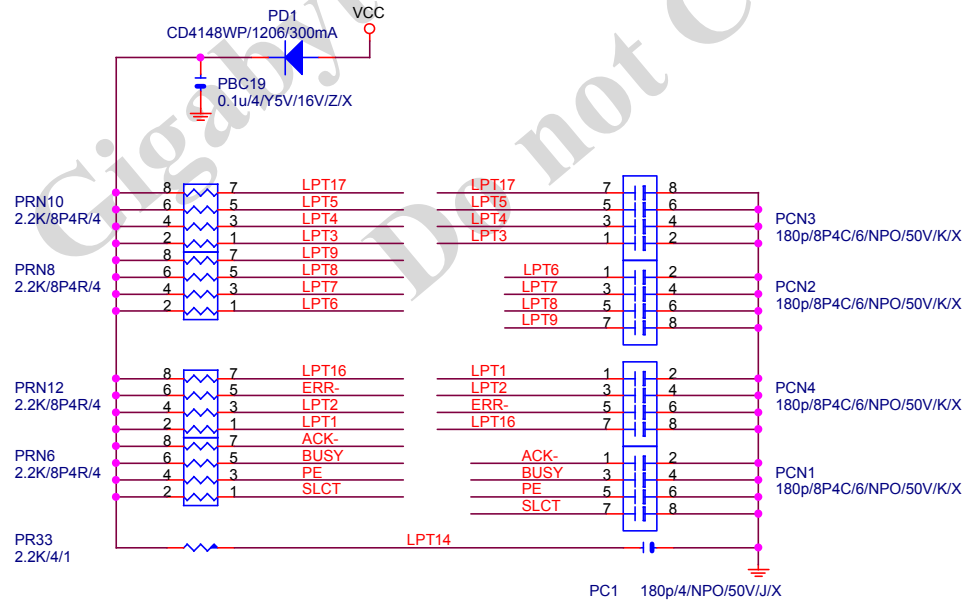 PD1
VCC
CD4148WP/1206/300mA
PBC19
0.1u/4/Y5V/16V/Z/X
Gigaby
Do not C
PRN10
2.2K/8P4R/4
8 7 LPT17
6 5 LPT5
4 3 LPT4
2 1 LPT3
PRN8
2.2K/8P4R/4
8 7 LPT9
6 5 LPT8
4 3 LPT7
2 1 LPT6
LPT17 7 8
LPT5 5 6
LPT4 3 4
LPT3 1 2
PCN3
180p/8P4C/6/NPO/50V/K/X
LPT6 1 2
LPT7 3 4
LPT8 5 6
LPT9 7 8
PCN2
180p/8P4C/6/NPO/50V/K/X
PRN12
2.2K/8P4R/4
8 7 LPT16
6 5 ERR-
4 3 LPT2
2 1 LPT1
PRN6
2.2K/8P4R/4
8 7 ACK-
6 5 BUSY
4 3 PE
2 1 SLCT
LPT1 1 2
LPT2 3 4
ERR- 5 6
LPT16 7 8
PCN4
180p/8P4C/6/NPO/50V/K/X
ACK- 1 2
BUSY 3 4
PE 5 6
SLCT 7 8
PCN1
180p/8P4C/6/NPO/50V/K/X
PR33
2.2K/4/1
LPT14
PC1 180p/4/NPO/50V/J/X